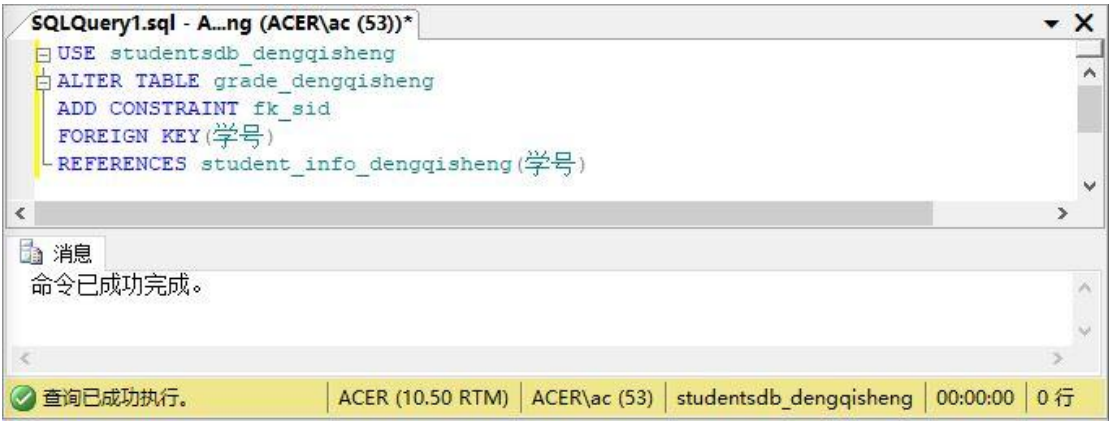 SQLQuery1.sql - A...ng (ACER\ac (53))*
USE studentsdb_dengqisheng
ALTER TABLE grade_dengqisheng
ADD CONSTRAINT fk_sid
FOREIGN KEY(学号)
REFERENCES student_info_dengqisheng(学号)
消息
命令已成功完成。
查询已成功执行。 ACER (10.50 RTM) ACER\ac (53) studentsdb_dengqisheng 00:00:00 0 行